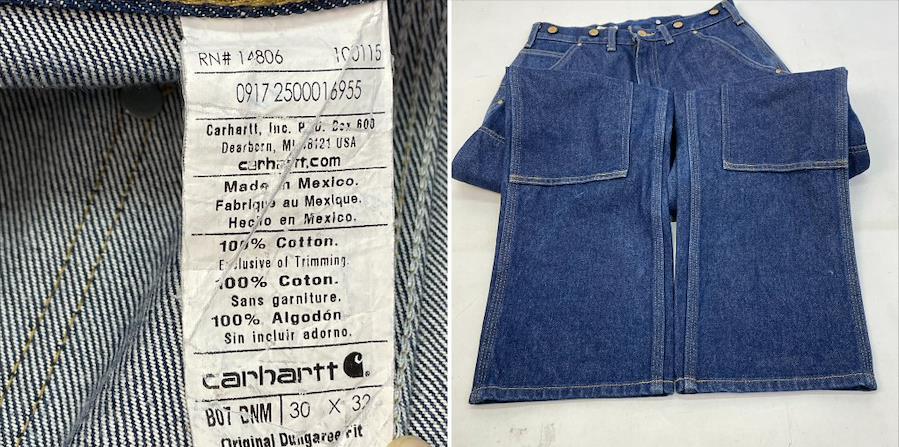 RN# 14806 100115
0917 2500016955
Carhartt, Inc. P.O. Box 600
Dearborn, MI 48121 USA
carhartt.com
Made in Mexico.
Fabriqué au Mexique.
Hecho en Mexico.
100% Cotton.
Exclusive of Trimming.
100% Coton.
Sans garniture.
100% Algodón
Sin incluir adorno.
carhartt
B07 DNM 30 X 32
Original Dungaree Fit